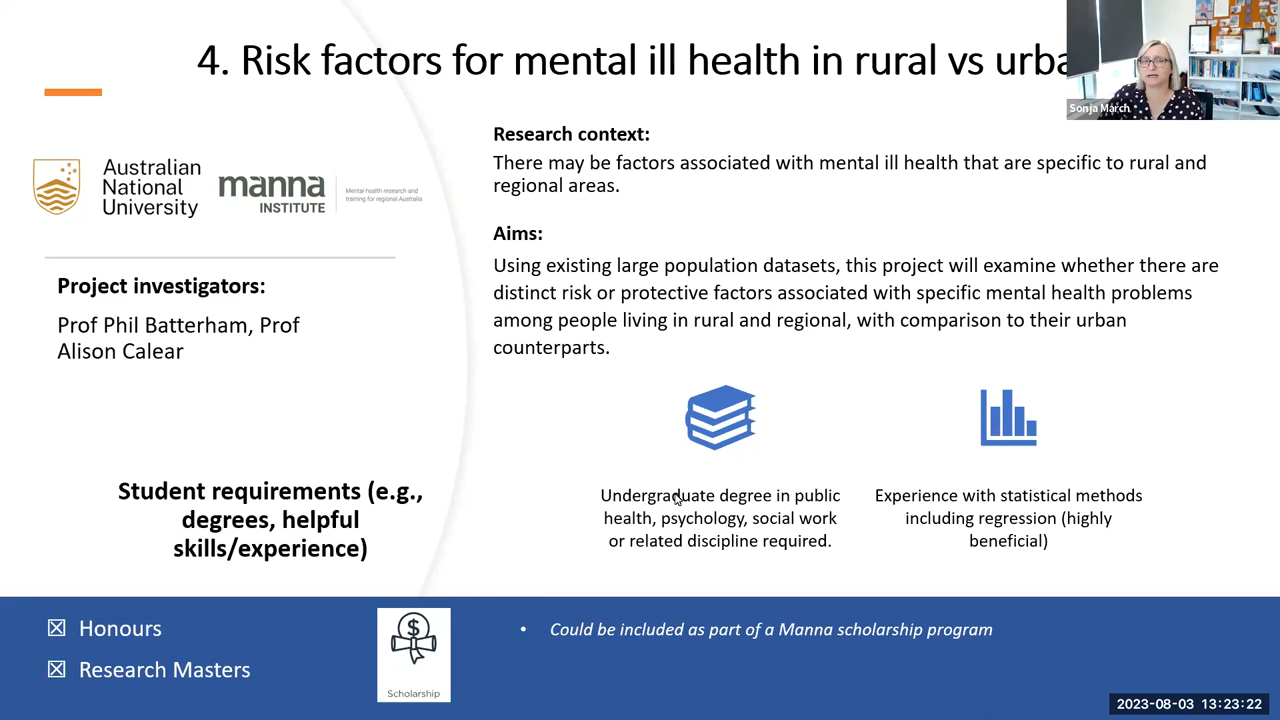 4. Risk factors for mental ill health in rural vs urba
Sonja March
Australian
National
University
manna
INSTITUTE
Mental health research and
training for regional Australia
Project investigators:
Prof Phil Batterham, Prof
Alison Calear
Research context:
There may be factors associated with mental ill health that are specific to rural and
regional areas.
Aims:
Using existing large population datasets, this project will examine whether there are
distinct risk or protective factors associated with specific mental health problems
among people living in rural and regional, with comparison to their urban
counterparts.
Student requirements (e.g.,
degrees, helpful
skills/experience)
Undergraduate degree in public
health, psychology, social work
or related discipline required.
Experience with statistical methods
including regression (highly
beneficial)
☒ Honours
☒ Research Masters
$
Scholarship
• Could be included as part of a Manna scholarship program
2023-08-03 13:23:22